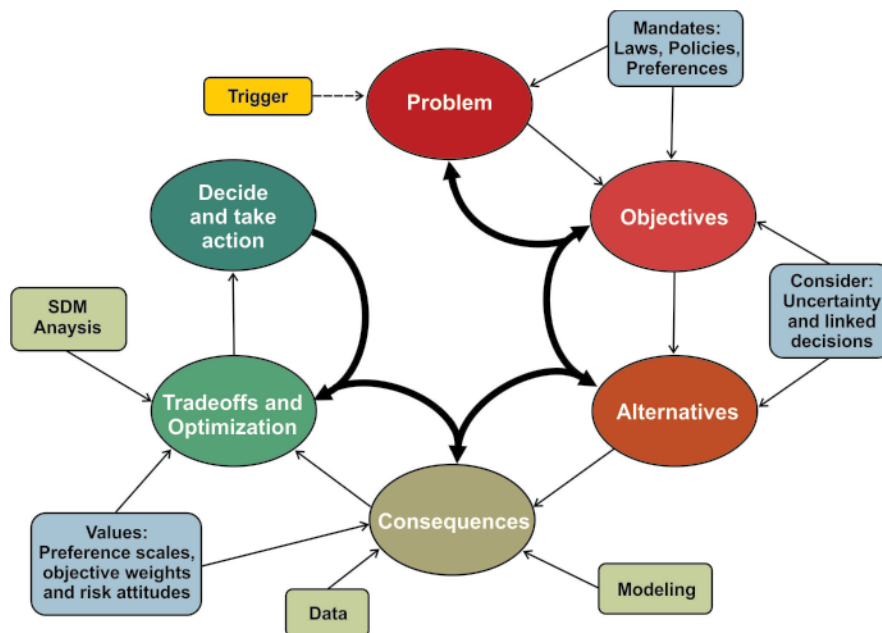 Mandates:
Laws, Policies,
Preferences
Trigger
Problem
Decide
and take
action
Objectives
SDM
Anaysis
Consider:
Uncertainty
and linked
decisions
Tradeoffs and
Optimization
Alternatives
Consequences
Values:
Preference scales,
objective weights
and risk attitudes
Data
Modeling